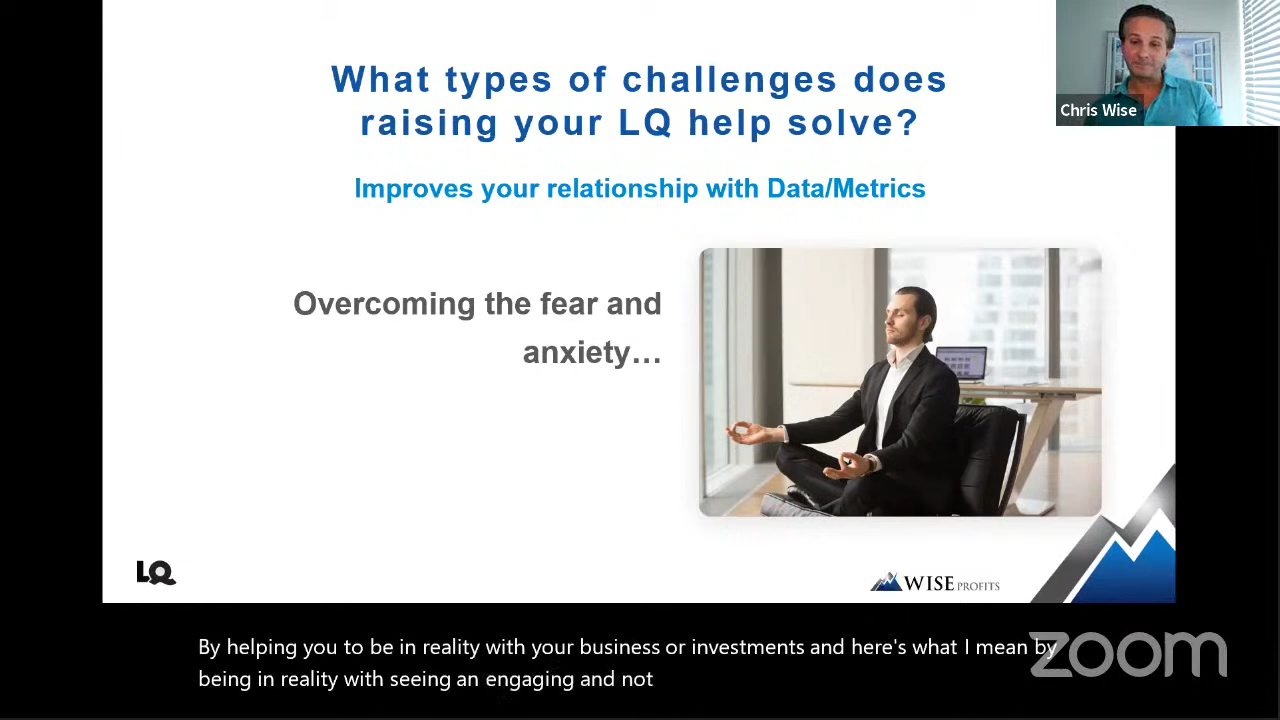 What types of challenges does
raising your LQ help solve?
Chris Wise
Improves your relationship with Data/Metrics
Overcoming the fear and
anxiety...
LQ
WISE PROFITS
By helping you to be in reality with your business or investments and here's what I mean by
being in reality with seeing an engaging and not
zoom